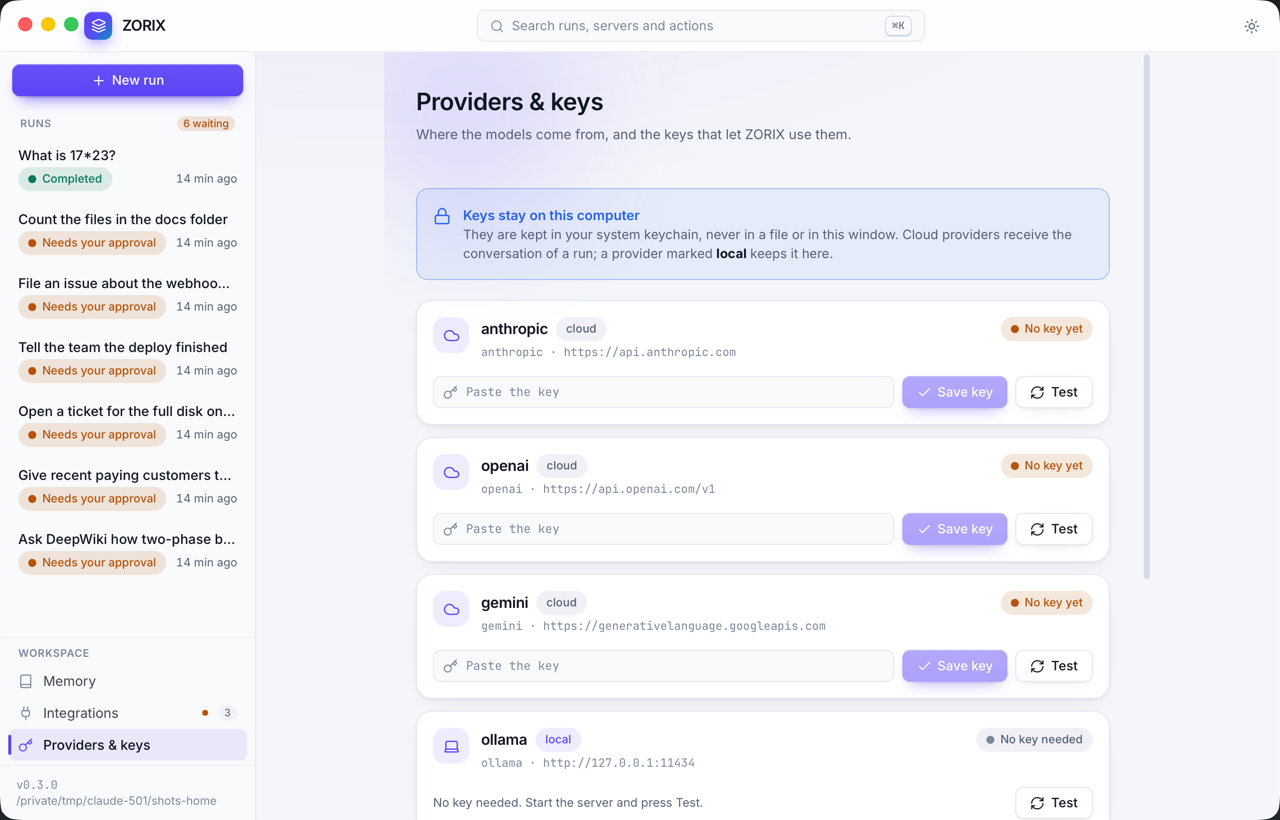 ZORIX
Search runs, servers and actions
⌘K
New run
RUNS
6 waiting
What is 17*23?
Completed
14 min ago
Count the files in the docs folder
Needs your approval
14 min ago
File an issue about the webhoo...
Needs your approval
14 min ago
Tell the team the deploy finished
Needs your approval
14 min ago
Open a ticket for the full disk on...
Needs your approval
14 min ago
Give recent paying customers t...
Needs your approval
14 min ago
Ask DeepWiki how two-phase b...
Needs your approval
14 min ago
WORKSPACE
Memory
Integrations
3
Providers & keys
v0.3.0
/private/tmp/claude-501/shots-home
Providers & keys
Where the models come from, and the keys that let ZORIX use them.
Keys stay on this computer
They are kept in your system keychain, never in a file or in this window. Cloud providers receive the
conversation of a run; a provider marked local keeps it here.
anthropic
cloud
No key yet
anthropic · https://api.anthropic.com
Paste the key
Save key
Test
openai
cloud
No key yet
openai · https://api.openai.com/v1
Paste the key
Save key
Test
gemini
cloud
No key yet
gemini · https://generativelanguage.googleapis.com
Paste the key
Save key
Test
ollama
local
No key needed
ollama · http://127.0.0.1:11434
No key needed. Start the server and press Test.
Test